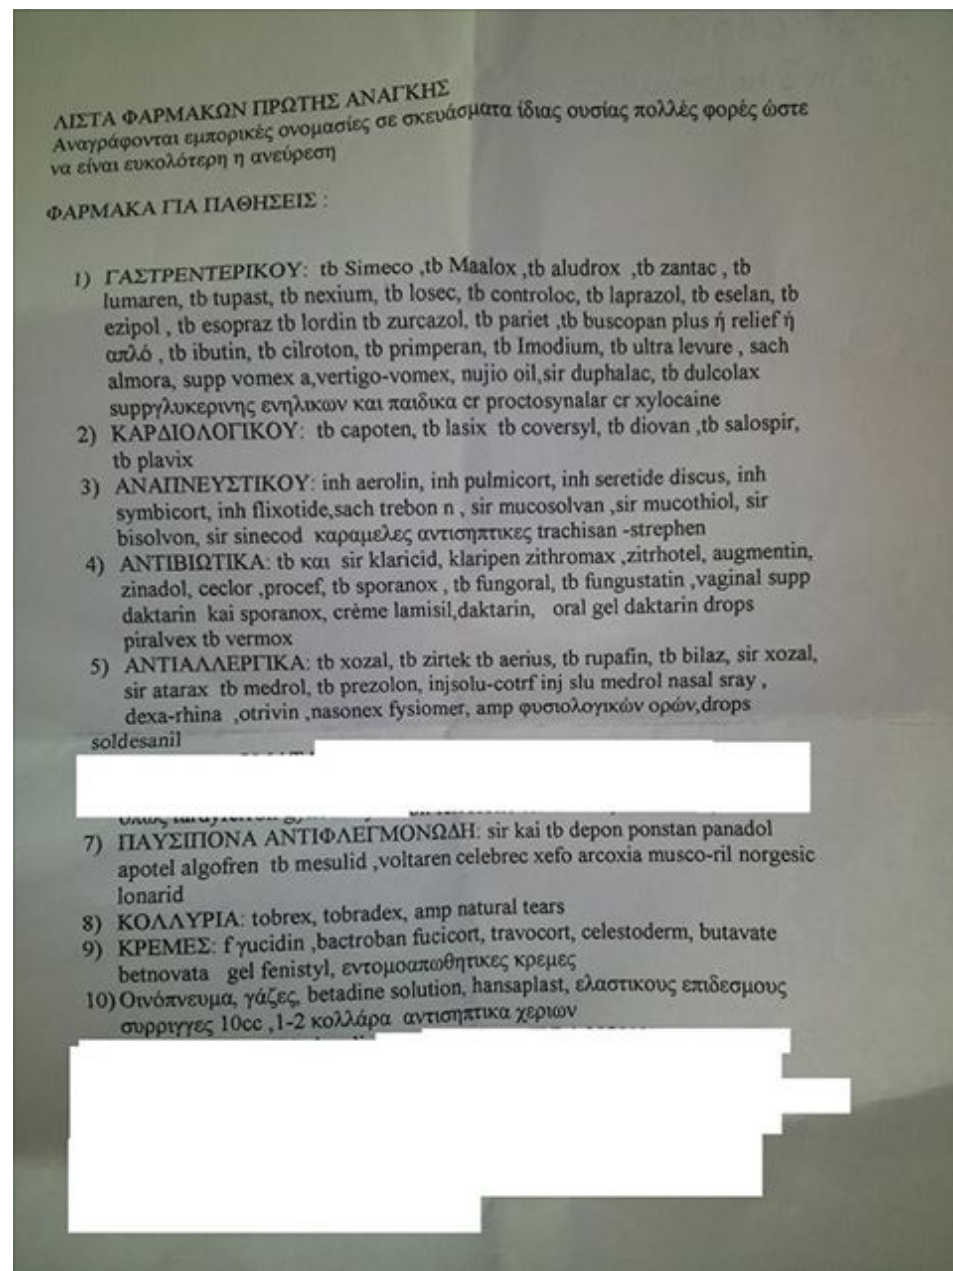 ΛΙΣΤΑ ΦΑΡΜΑΚΩΝ ΠΡΩΤΗΣ ΑΝΑΓΚΗΣ
Αναγράφονται εμπορικές ονομασίες σε σκευάσματα ίδιας ουσίας πολλές φορές ώστε
να είναι ευκολότερη η ανεύρεση
ΦΑΡΜΑΚΑ ΓΙΑ ΠΑΘΗΣΕΙΣ :
1) ΓΑΣΤΡΕΝΤΕΡΙΚΟΥ: tb Simeco ,tb Maalox ,tb aludrox ,tb zantac , tb
lumaren, tb tupast, tb nexium, tb losec, tb controloc, tb laprazol, tb eselan, tb
ezipol , tb esopraz tb lordin tb zurcazol, tb pariet ,tb buscopan plus ή relief ή
απλό , tb ibutin, tb cilroton, tb primperan, tb Imodium, tb ultra levure , sach
almora, supp vomex a,vertigo-vomex, nujio oil,sir duphalac, tb dulcolax
suppγλυκερινης ενηλικων και παιδικα cr proctosynalar cr xylocaine
2) ΚΑΡΔΙΟΛΟΓΙΚΟΥ: tb capoten, tb lasix tb coversyl, tb diovan ,tb salospir,
tb plavix
3) ΑΝΑΠΝΕΥΣΤΙΚΟΥ: inh aerolin, inh pulmicort, inh seretide discus, inh
symbicort, inh flixotide,sach trebon n , sir mucosolvan ,sir mucothiol, sir
bisolvon, sir sinecod καραμελες αντισηπτικες trachisan -strephen
4) ΑΝΤΙΒΙΩΤΙΚΑ: tb και sir klaricid, klaripen zithromax ,zitrhotel, augmentin,
zinadol, ceclor ,procef, tb sporanox , tb fungoral, tb fungustatin ,vaginal supp
daktarin kai sporanox, crème lamisil,daktarin, oral gel daktarin drops
piralvex tb vermox
5) ΑΝΤΙΑΛΛΕΡΓΙΚΑ: tb xozal, tb zirtek tb aerius, tb rupafin, tb bilaz, sir xozal,
sir atarax tb medrol, tb prezolon, injsolu-cotrf inj slu medrol nasal sray ,
dexa-rhina ,otrivin ,nasonex fysiomer, amp φυσιολογικών ορών,drops
soldesanil
7) ΠΑΥΣΙΠΟΝΑ ΑΝΤΙΦΛΕΓΜΟΝΩΔΗ: sir kai tb depon ponstan panadol
apotel algofren tb mesulid ,voltaren celebrec xefo arcoxia musco-ril norgesic
lonarid
8) ΚΟΛΛΥΡΙΑ: tobrex, tobradex, amp natural tears
9) ΚΡΕΜΕΣ: fγucidin ,bactroban fucicort, travocort, celestoderm, butavate
betnovata gel fenistyl, εντομοαπωθητικες κρεμες
10) Οινόπνευμα, γάζες, betadine solution, hansaplast, ελαστικους επιδεσμους
συρριγγες 10cc ,1-2 κολλάρα αντισηπτικα χεριων